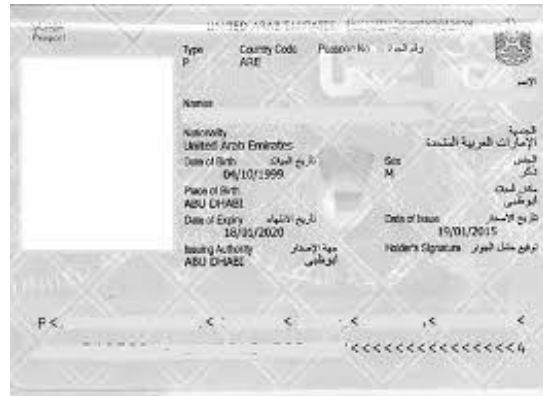 Passport
UNITED ARAB EMIRATES
Type Country Code Passport No رقم الجواز
P ARE
الاسم
Names
Nationality الجنسية
United Arab Emirates الإمارات العربية المتحدة
Date of Birth تاريخ الميلاد Sex الجنس
04/10/1999 M ذكر
Place of Birth مكان الميلاد
ABU DHABI أبوظبي
Date of Expiry تاريخ الانتهاء Date of Issue تاريخ الإصدار
18/01/2020 19/01/2015
Issuing Authority جهة الإصدار Holder's Signature توقيع حامل الجواز
ABU DHABI أبوظبي
P< < < < < <
<<<<<<<<<<<<<<<4